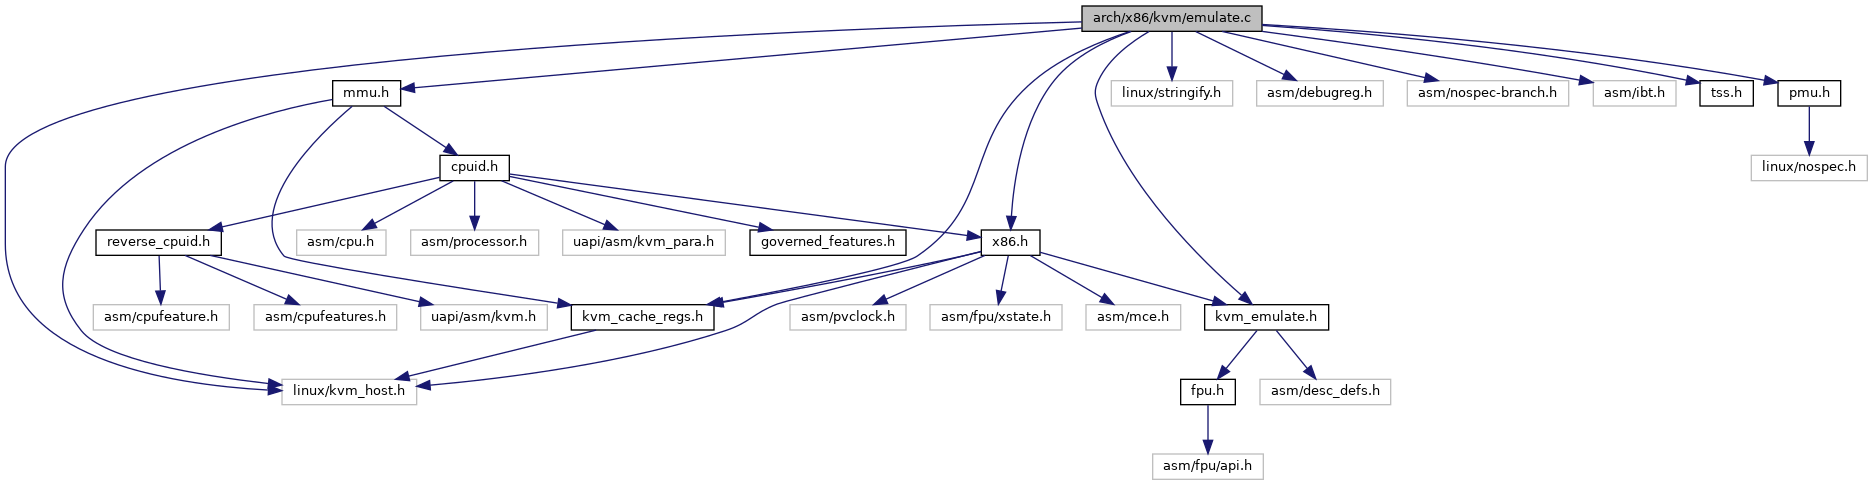 arch/x86/kvm/emulate.c
mmu.h
linux/stringify.h
asm/debugreg.h
asm/nospec-branch.h
asm/ibt.h
tss.h
pmu.h
cpuid.h
linux/nospec.h
reverse_cpuid.h
asm/cpu.h
asm/processor.h
uapi/asm/kvm_para.h
governed_features.h
x86.h
asm/cpufeature.h
asm/cpufeatures.h
uapi/asm/kvm.h
kvm_cache_regs.h
asm/pvclock.h
asm/fpu/xstate.h
asm/mce.h
kvm_emulate.h
linux/kvm_host.h
fpu.h
asm/desc_defs.h
asm/fpu/api.h